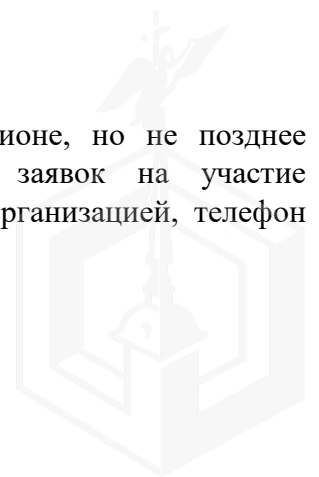 ионе, но не позднее
заявок на участие
рганизацией, телефон